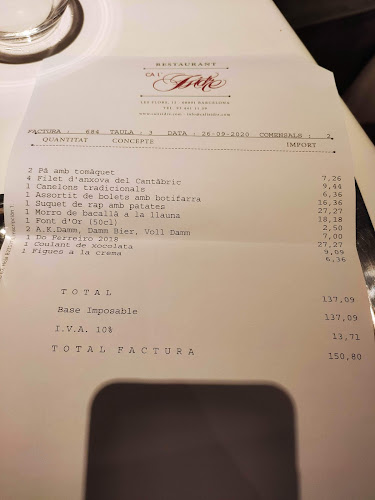 RESTAURANT
CA L'
LES FLORS, 12 - 08001 BARCELONA
FACTURA : 684 TAULA : 3 DATA : 26-09-2020 COMENSALS : 2
QUANTITAT CONCEPTE IMPORT
2 Pá amb tomàquet 7,26
4 Filet d'anxova del Cantàbric 9,44
1 Canelons tradicionals 6,36
1 Assortit de bolets amb botifarra 16,36
1 Suquet de rap amb patates 27,27
1 Morro de bacallà a la llauna 18,18
1 Font d'Or (50cl) 2,50
2 A.K.Damm, Damm Bier, Voll Damm 7,00
1 Do Ferreiro 2018 27,27
1 Coulant de xocolata 9,09
1 Figues a la crema 6,36
TOTAL 137,09
Base Imposable 137,09
I.V.A. 10% 13,71
TOTAL FACTURA 150,80